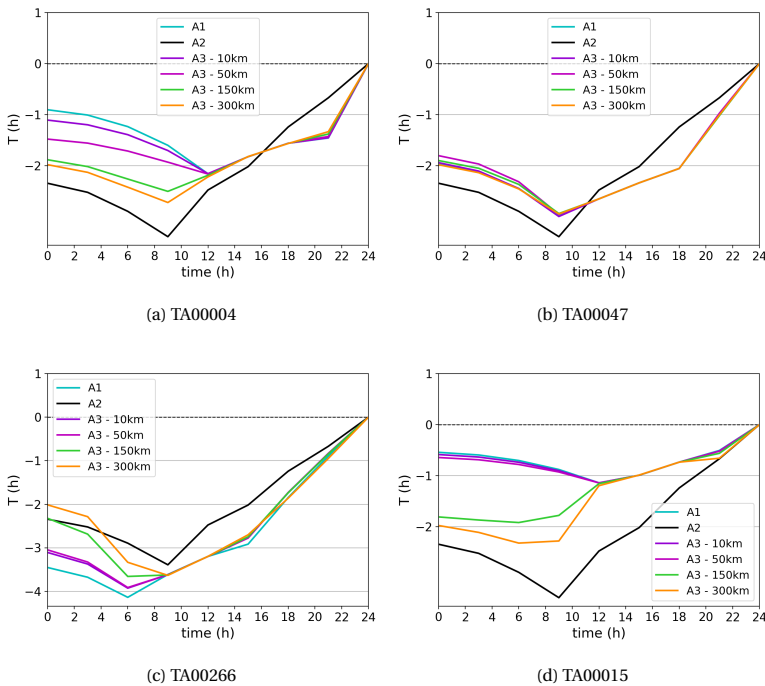 1
0
−1
−2
T (h)
0 2 4 6 8 10 12 14 16 18 20 22 24
time (h)
A1
A2
A3 - 10km
A3 - 50km
A3 - 150km
A3 - 300km
(a) TA00004
1
0
−1
−2
T (h)
0 2 4 6 8 10 12 14 16 18 20 22 24
time (h)
A1
A2
A3 - 10km
A3 - 50km
A3 - 150km
A3 - 300km
(b) TA00047
1
0
−1
−2
−3
−4
T (h)
0 2 4 6 8 10 12 14 16 18 20 22 24
time (h)
A1
A2
A3 - 10km
A3 - 50km
A3 - 150km
A3 - 300km
(c) TA00266
1
0
−1
−2
T (h)
0 2 4 6 8 10 12 14 16 18 20 22 24
time (h)
A1
A2
A3 - 10km
A3 - 50km
A3 - 150km
A3 - 300km
(d) TA00015